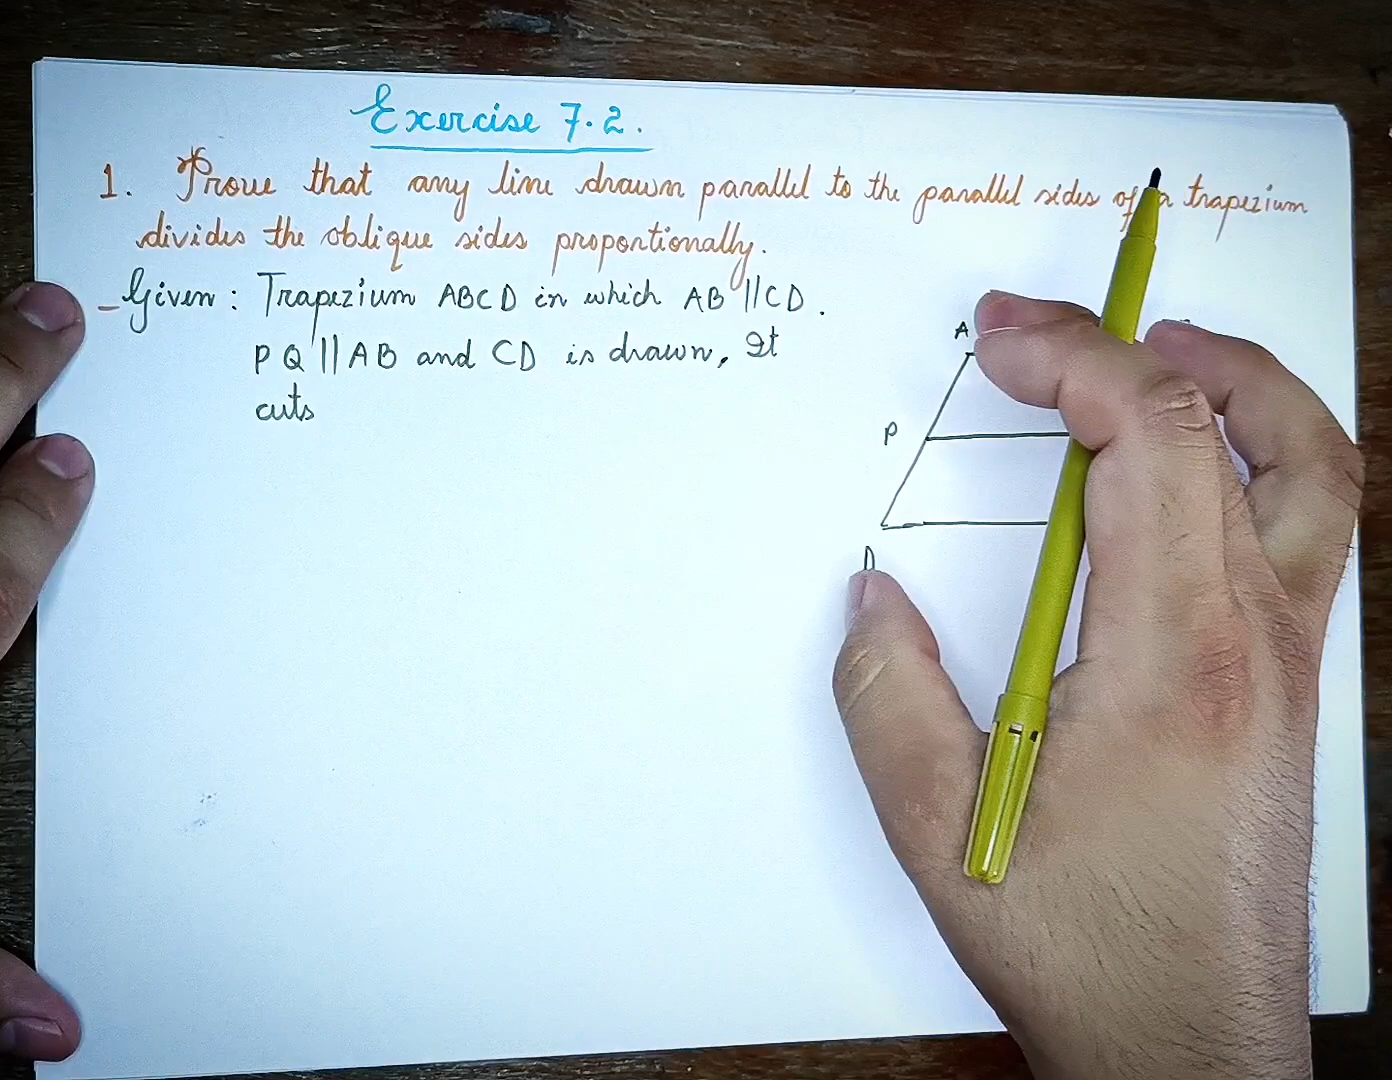 Exercise 7.2.
1. Prove that any line drawn parallel to the parallel sides of a trapezium
divides the oblique sides proportionally.
Given: Trapezium ABCD in which AB || CD.
PQ || AB and CD is drawn, It
cuts
A
P
D